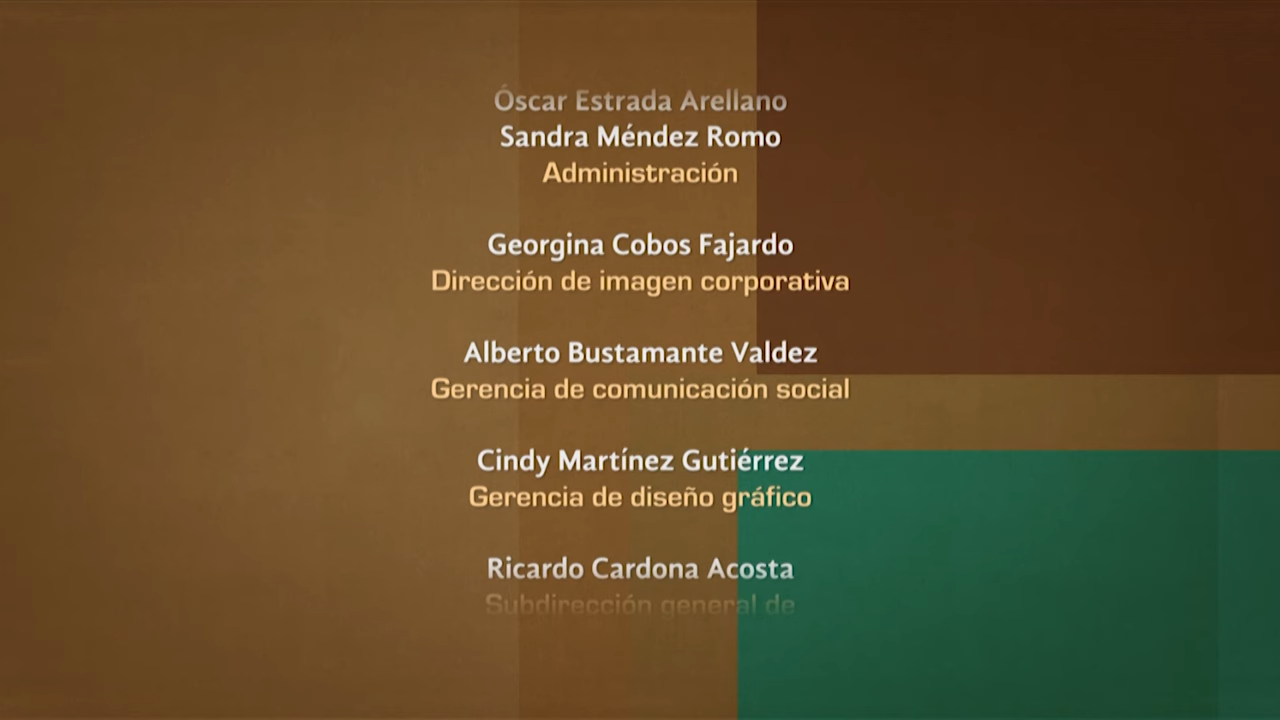 Óscar Estrada Arellano
Sandra Méndez Romo
Administración
Georgina Cobos Fajardo
Dirección de imagen corporativa
Alberto Bustamante Valdez
Gerencia de comunicación social
Cindy Martínez Gutiérrez
Gerencia de diseño gráfico
Ricardo Cardona Acosta
Subdirección general de